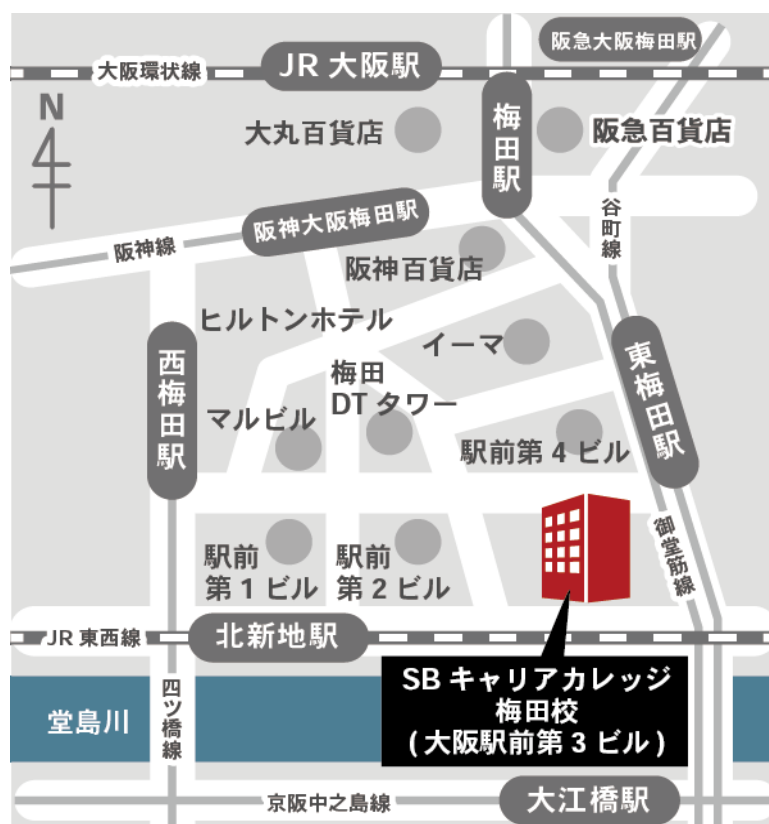 阪急大阪梅田駅
JR 大阪駅
大阪環状線
N
大丸百貨店
梅田駅
阪急百貨店
谷町線
阪神大阪梅田駅
阪神線
阪神百貨店
ヒルトンホテル
イーマ
東梅田駅
西梅田駅
梅田
DT タワー
マルビル
駅前第 4 ビル
御堂筋線
駅前
第 1 ビル
駅前
第 2 ビル
JR 東西線
北新地駅
SB キャリアカレッジ
梅田校
( 大阪駅前第 3 ビル )
堂島川
四ツ橋線
京阪中之島線
大江橋駅